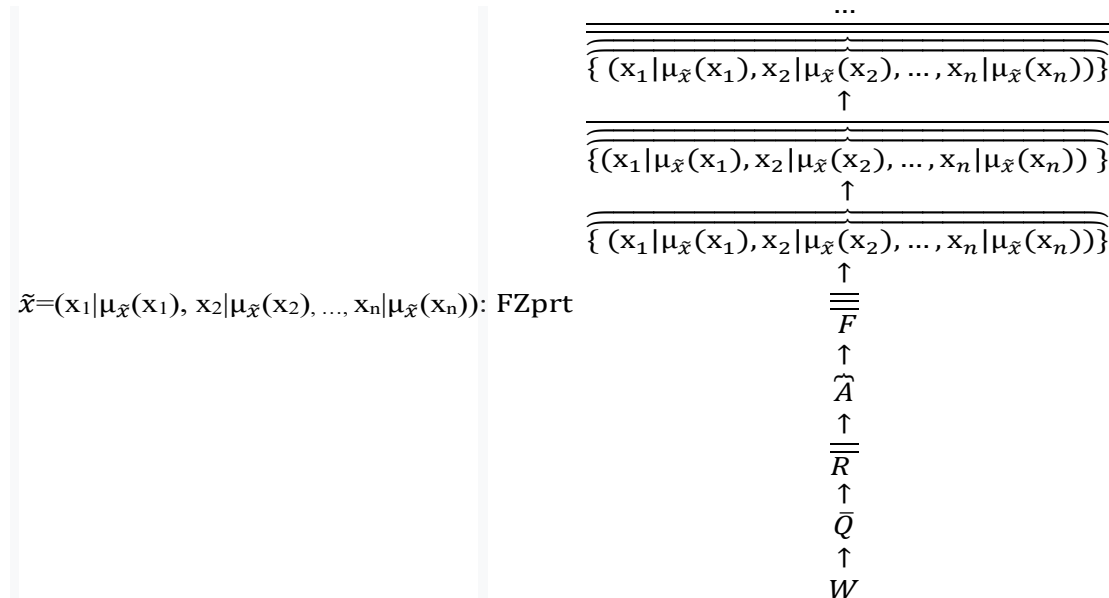 ...
{ (x₁|μ_x̃(x₁), x₂|μ_x̃(x₂), ... , xₙ|μ_x̃(xₙ))}
↑
{(x₁|μ_x̃(x₁), x₂|μ_x̃(x₂), ... , xₙ|μ_x̃(xₙ)) }
↑
{ (x₁|μ_x̃(x₁), x₂|μ_x̃(x₂), ... , xₙ|μ_x̃(xₙ))}
↑
x̃=(x₁|μ_x̃(x₁), x₂|μ_x̃(x₂), ..., xₙ|μ_x̃(xₙ)): FZprt
F
↑
A
↑
R
↑
Q̄
↑
W